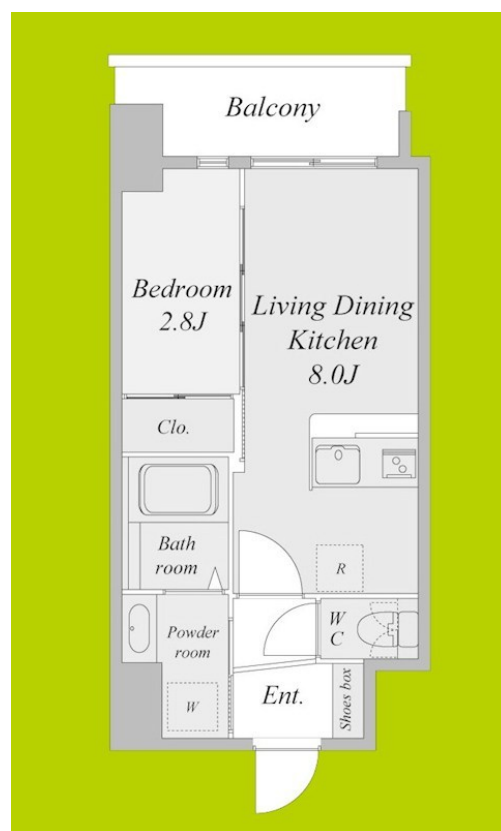 Balcony
Bedroom
2.8J
Living Dining
Kitchen
8.0J
Clo.
Bath
room
R
Powder
room
W
C
W
Ent.
Shoes box